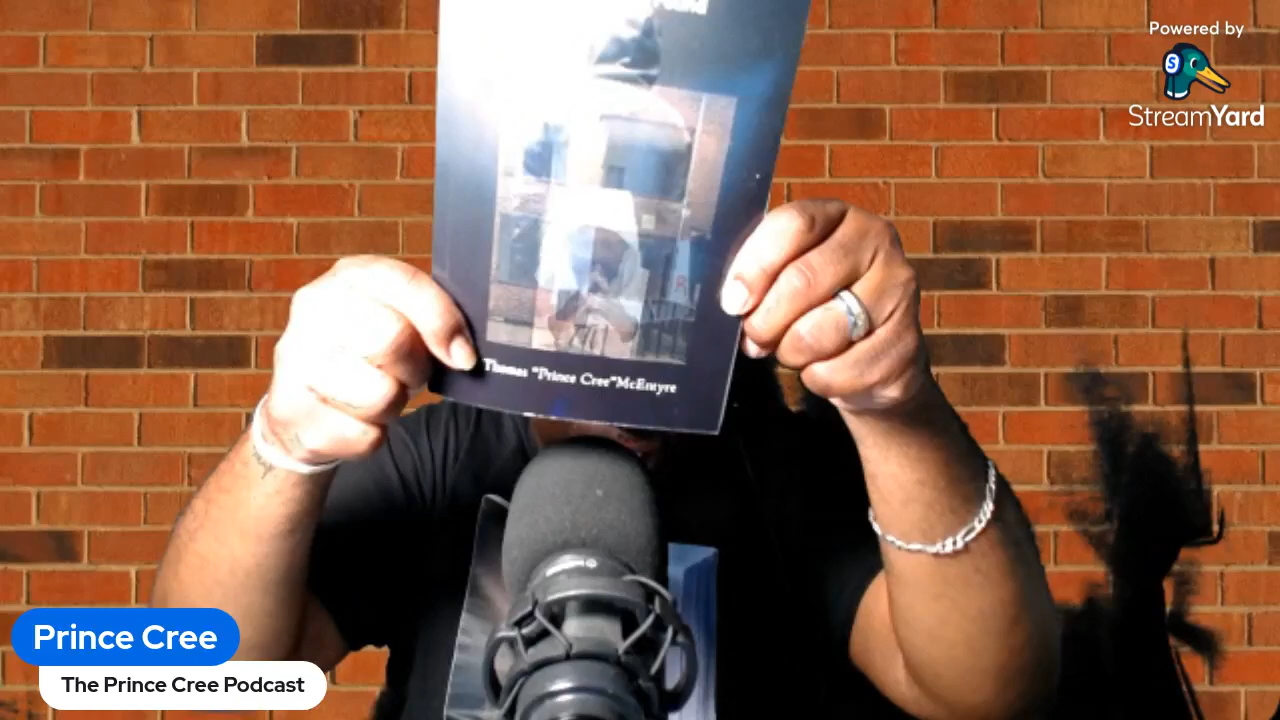 Powered by
S
StreamYard
Thomas "Prince Cree"McEntyre
Prince Cree
The Prince Cree Podcast